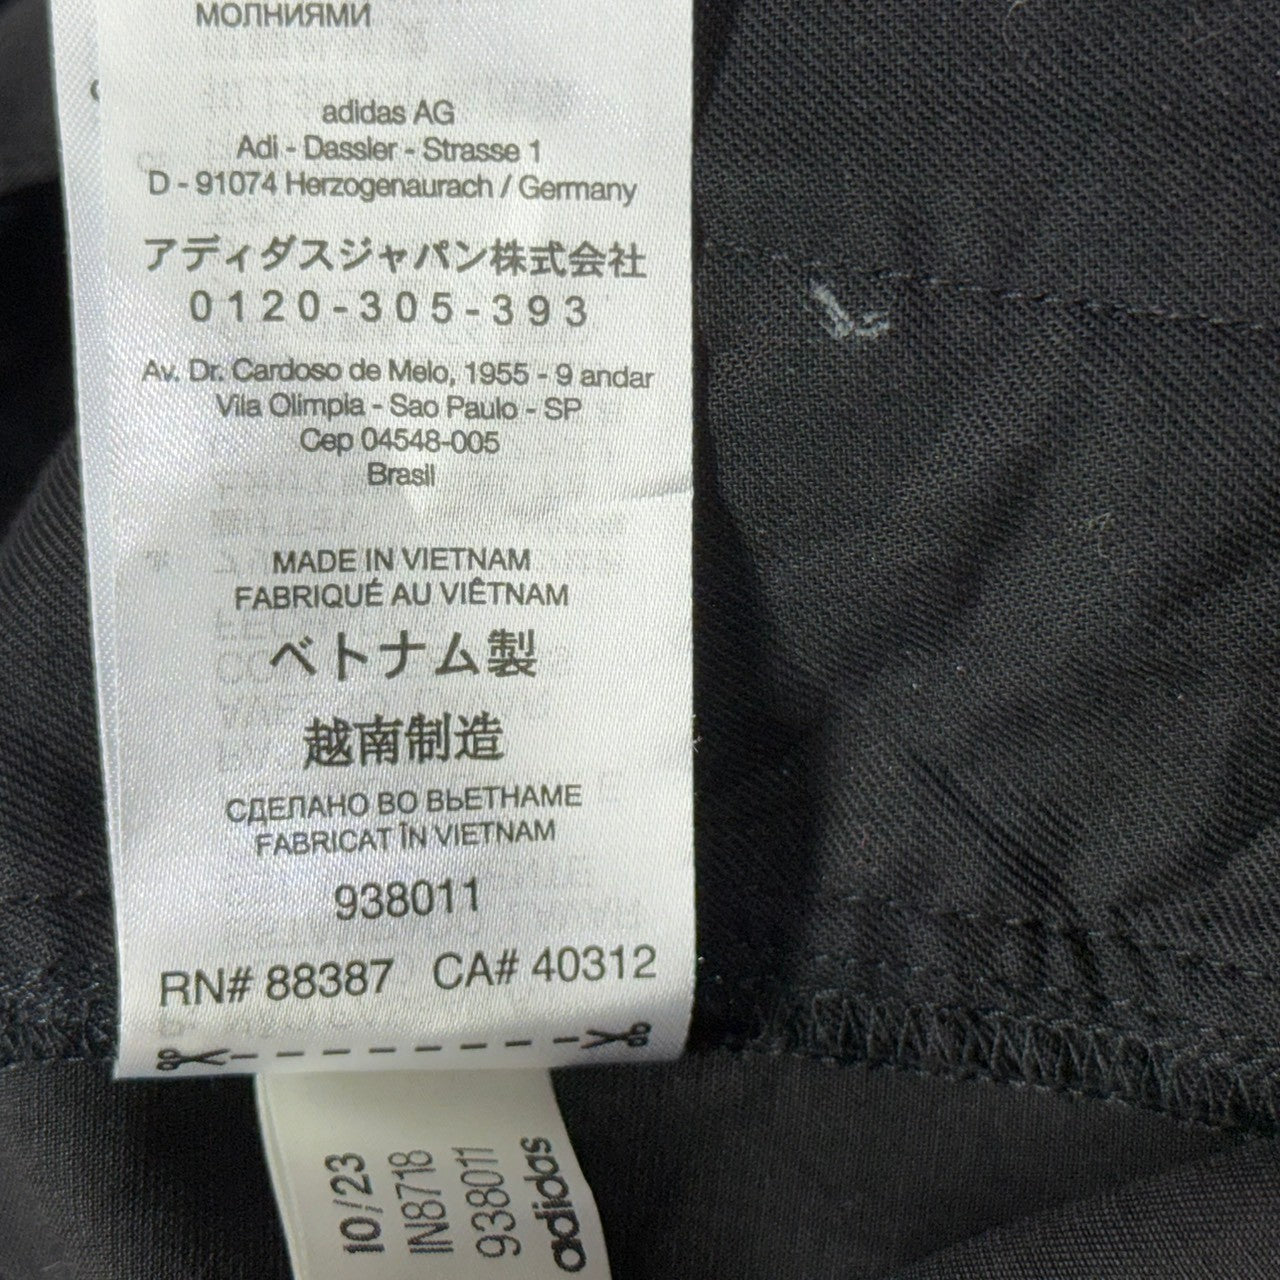 МОЛНИЯМИ
adidas AG
Adi - Dassler - Strasse 1
D - 91074 Herzogenaurach / Germany
アディダスジャパン株式会社
0120-305-393
Av. Dr. Cardoso de Melo, 1955 - 9 andar
Vila Olimpia - Sao Paulo - SP
Cep 04548-005
Brasil
MADE IN VIETNAM
FABRIQUÉ AU VIÊTNAM
ベトナム製
越南制造
СДЕЛАНО ВО ВЬЕТНАМЕ
FABRICAT ÎN VIETNAM
938011
RN# 88387 CA# 40312
10/23
IN8718
938011
adidas